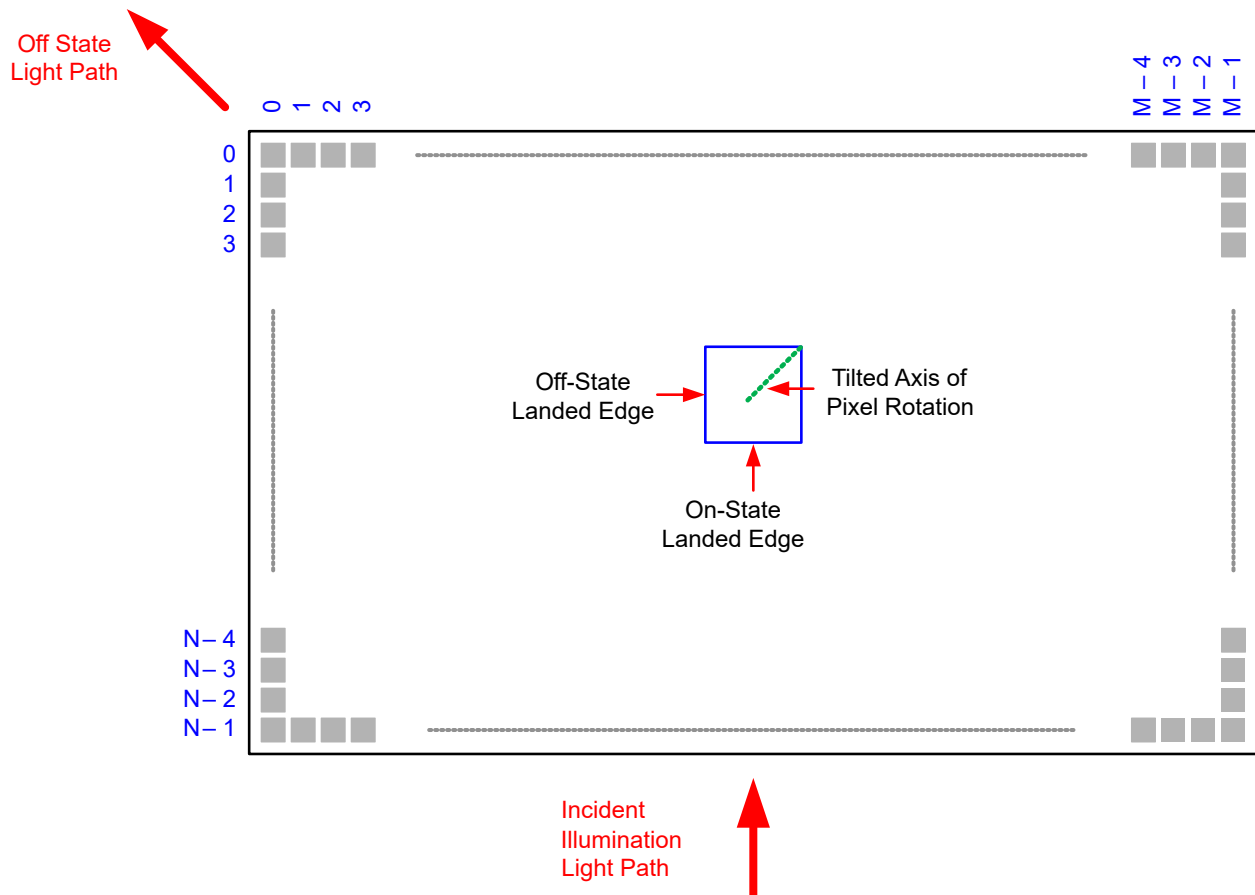 Off State
Light Path
0
1
2
3
M – 4
M – 3
M – 2
M – 1
0
1
2
3
Off-State
Landed Edge
Tilted Axis of
Pixel Rotation
On-State
Landed Edge
N – 4
N – 3
N – 2
N – 1
Incident
Illumination
Light Path